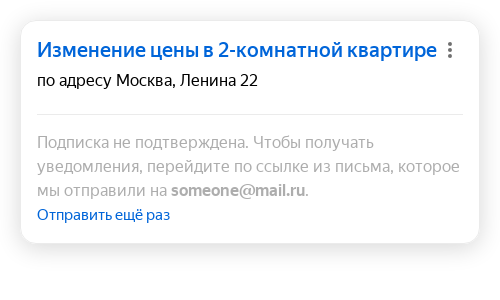 Изменение цены в 2-комнатной квартире
по адресу Москва, Ленина 22
Подписка не подтверждена. Чтобы получать
уведомления, перейдите по ссылке из письма, которое
мы отправили на someone@mail.ru.
Отправить ещё раз